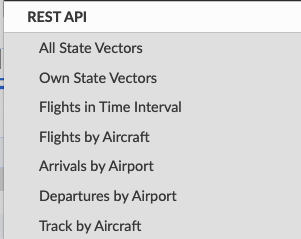 REST API
All State Vectors
Own State Vectors
Flights in Time Interval
Flights by Aircraft
Arrivals by Airport
Departures by Airport
Track by Aircraft